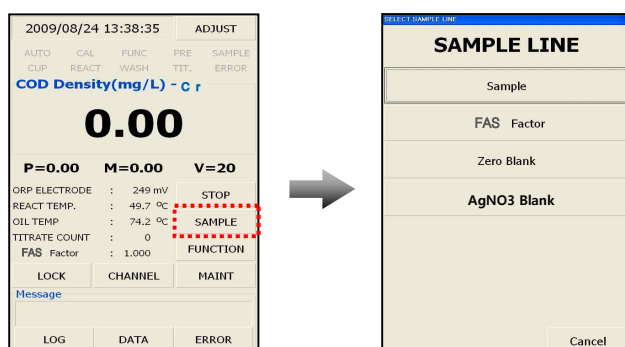 2009/08/24 13:38:35 ADJUST
AUTO CAL FUNC PRE SAMPLE
CUP REACT WASH TIT. ERROR
COD Density(mg/L) - Cr
0.00
P=0.00 M=0.00 V=20
ORP ELECTRODE : 249 mV
REACT TEMP. : 49.7 ºC
OIL TEMP : 74.2 ºC
TITRATE COUNT : 0
FAS Factor : 1.000
STOP
SAMPLE
FUNCTION
LOCK CHANNEL MAINT
Message
LOG DATA ERROR
SELECT SAMPLE LINE
SAMPLE LINE
Sample
FAS Factor
Zero Blank
AgNO3 Blank
Cancel